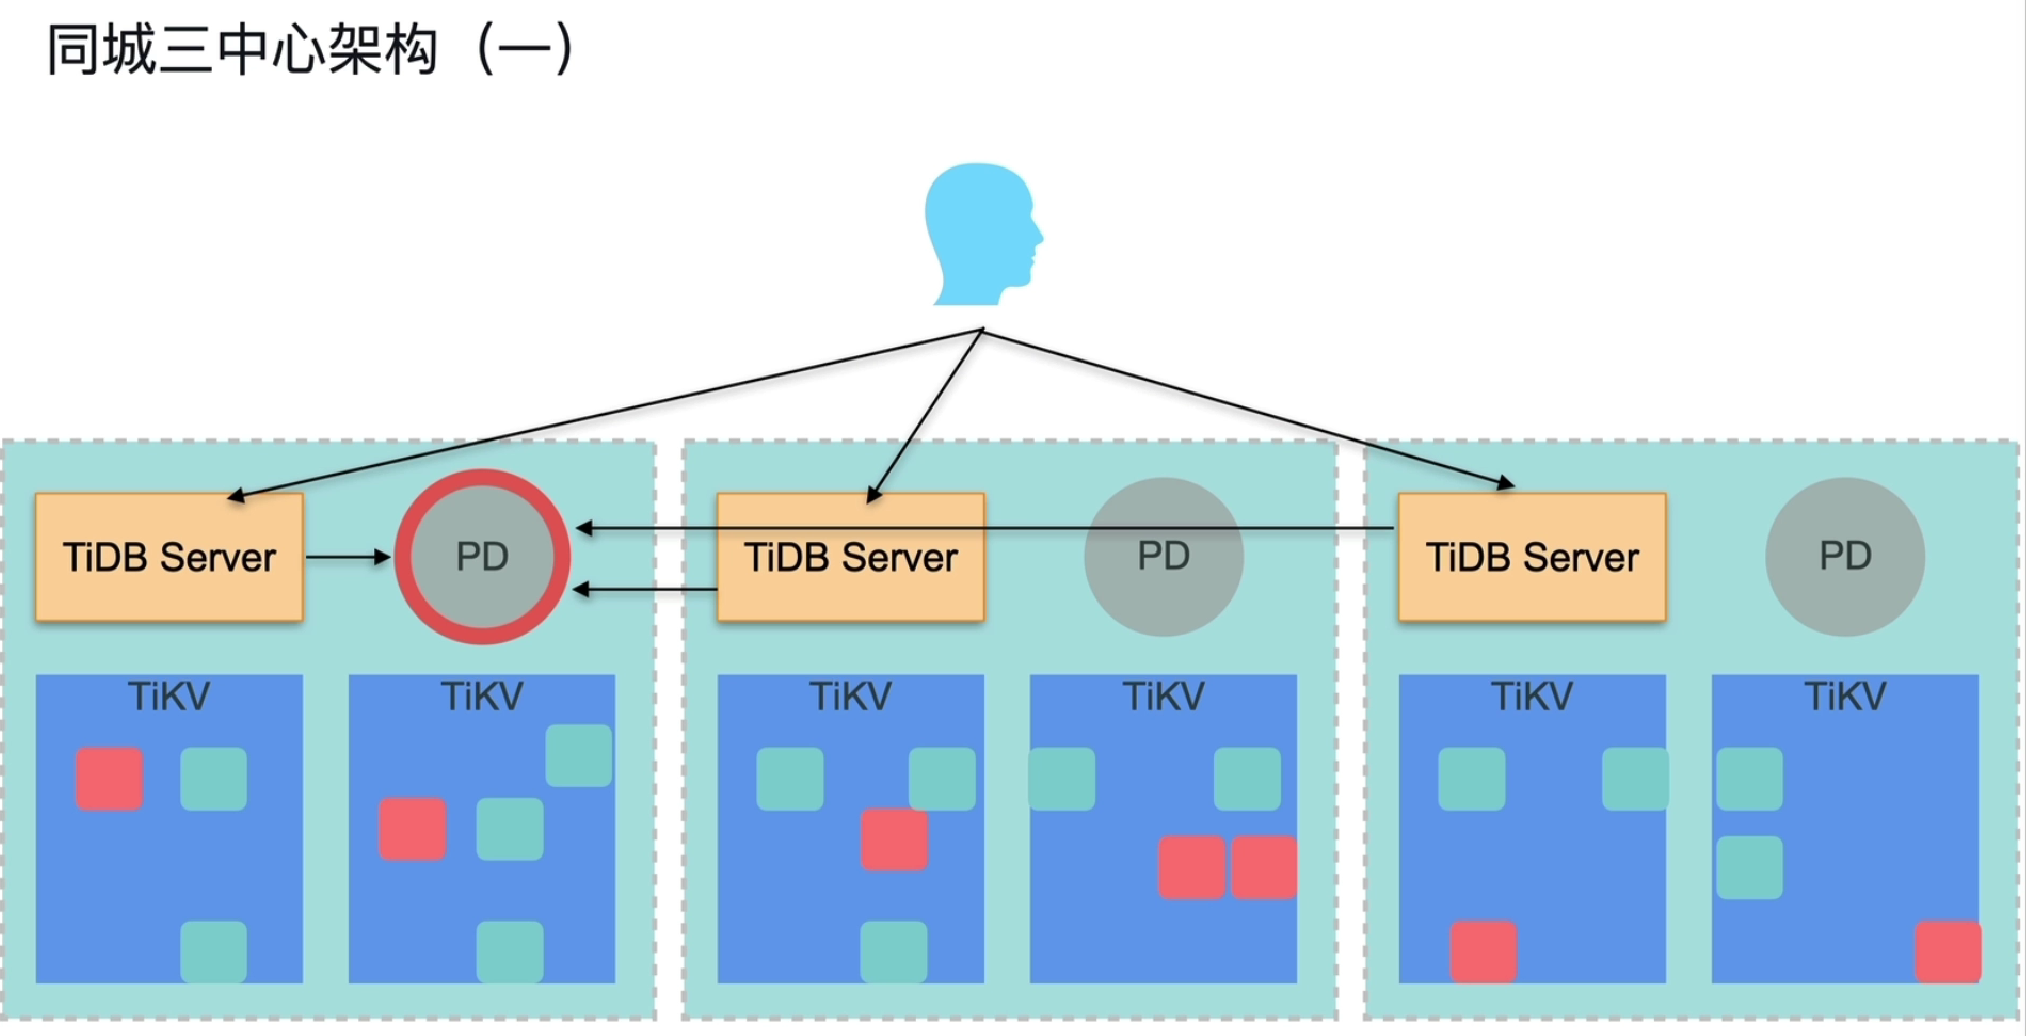 同城三中心架构（一）
TiDB Server
PD
TiDB Server
PD
TiDB Server
PD
TiKV
TiKV
TiKV
TiKV
TiKV
TiKV